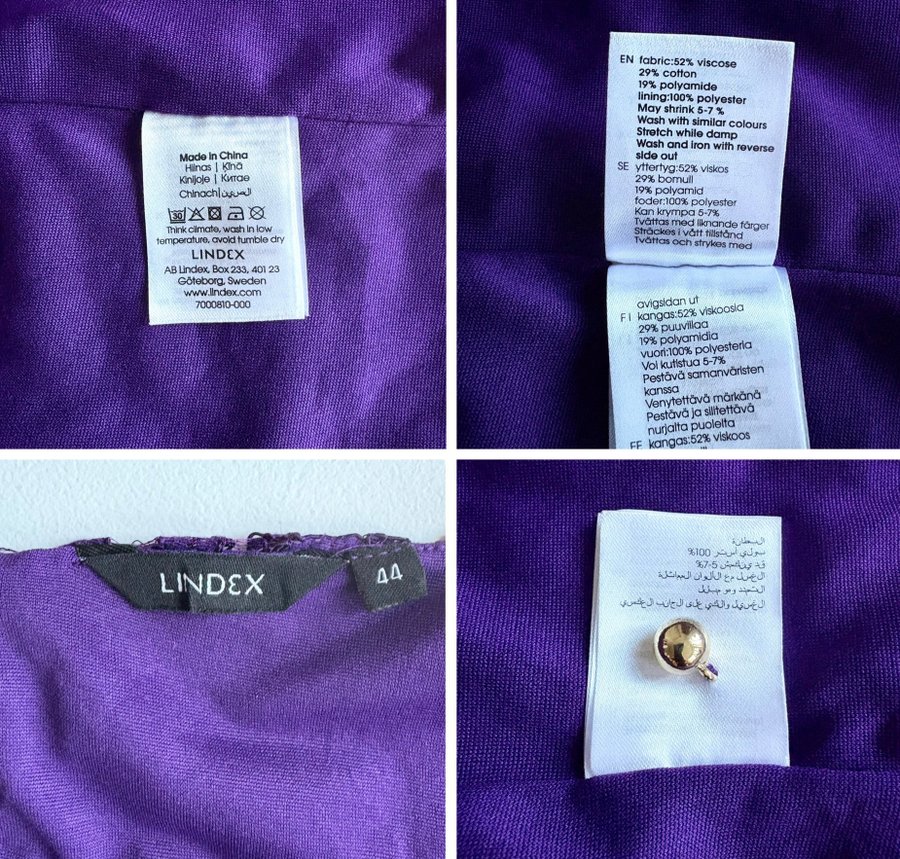 Made in China
Hiinas | Ķīnā
Kinijoje | Китае
Chinach|الصين
30
Think climate, wash in low
temperature, avoid tumble dry
LINDEX
AB Lindex, Box 233, 401 23
Göteborg, Sweden
www.lindex.com
7000810-000
EN fabric:52% viscose
29% cotton
19% polyamide
lining:100% polyester
May shrink 5-7 %
Wash with similar colours
Stretch while damp
Wash and iron with reverse
side out
SE yttertyg:52% viskos
29% bomull
19% polyamid
foder:100% polyester
Kan krympa 5-7%
Tvättas med liknande färger
Sträckes i vått tillstånd
Tvättas och strykes med
avigsidan ut
FI kangas:52% viskoosia
29% puuvillaa
19% polyamidia
vuori:100% polyesteria
Voi kutistua 5-7%
Pestävä samanväristen
kanssa
Venytettävä märkänä
Pestävä ja silitettävä
nurjalta puolelta
EE kangas:52% viskoos
LINDEX
44
100%
5-7%